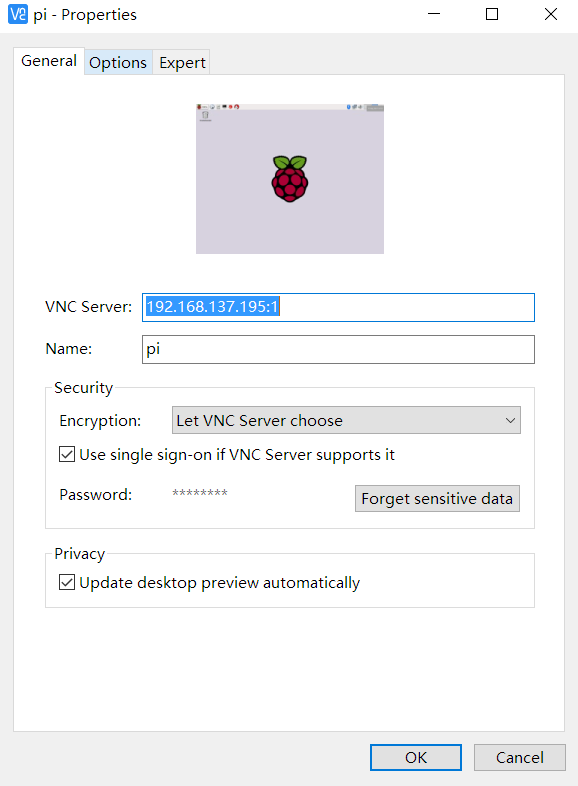 pi - Properties
General Options Expert
VNC Server: 192.168.137.195:1
Name: pi
Security
Encryption: Let VNC Server choose
Use single sign-on if VNC Server supports it
Password: ******** Forget sensitive data
Privacy
Update desktop preview automatically
OK Cancel